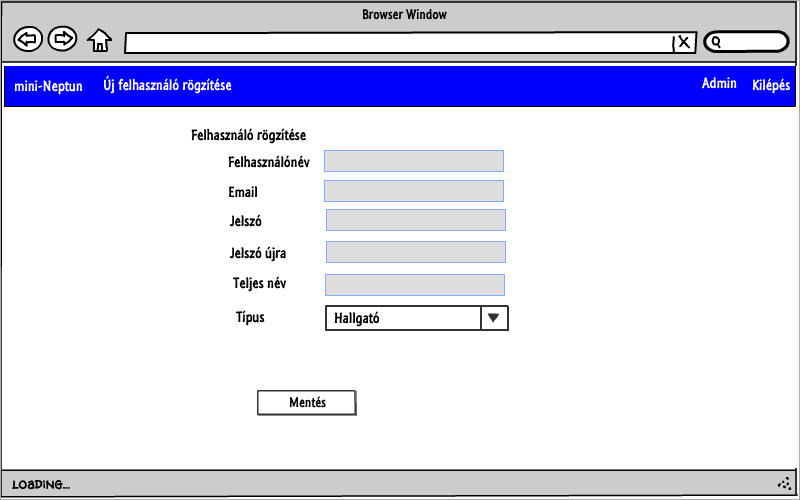 Browser Window
X
mini-Neptun Új felhasználó rögzítése Admin Kilépés
Felhasználó rögzítése
Felhasználónév
Email
Jelszó
Jelszó újra
Teljes név
Típus Hallgató
Mentés
LOADING...